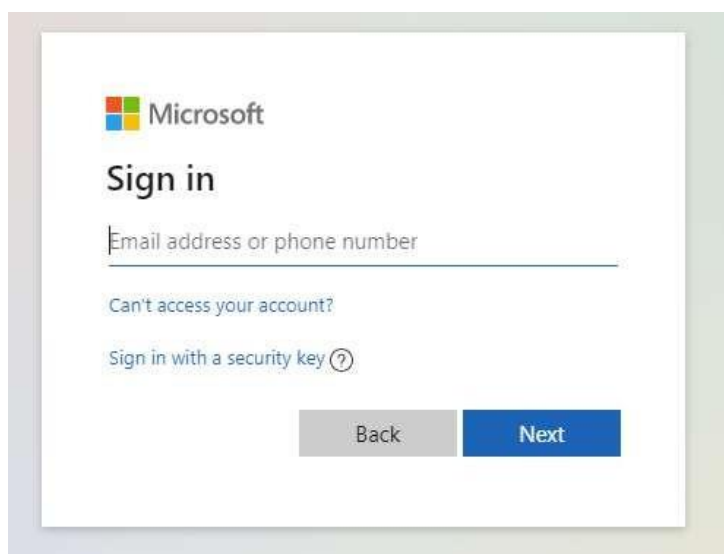 Microsoft
Sign in
Email address or phone number
Can't access your account?
Sign in with a security key
Back Next